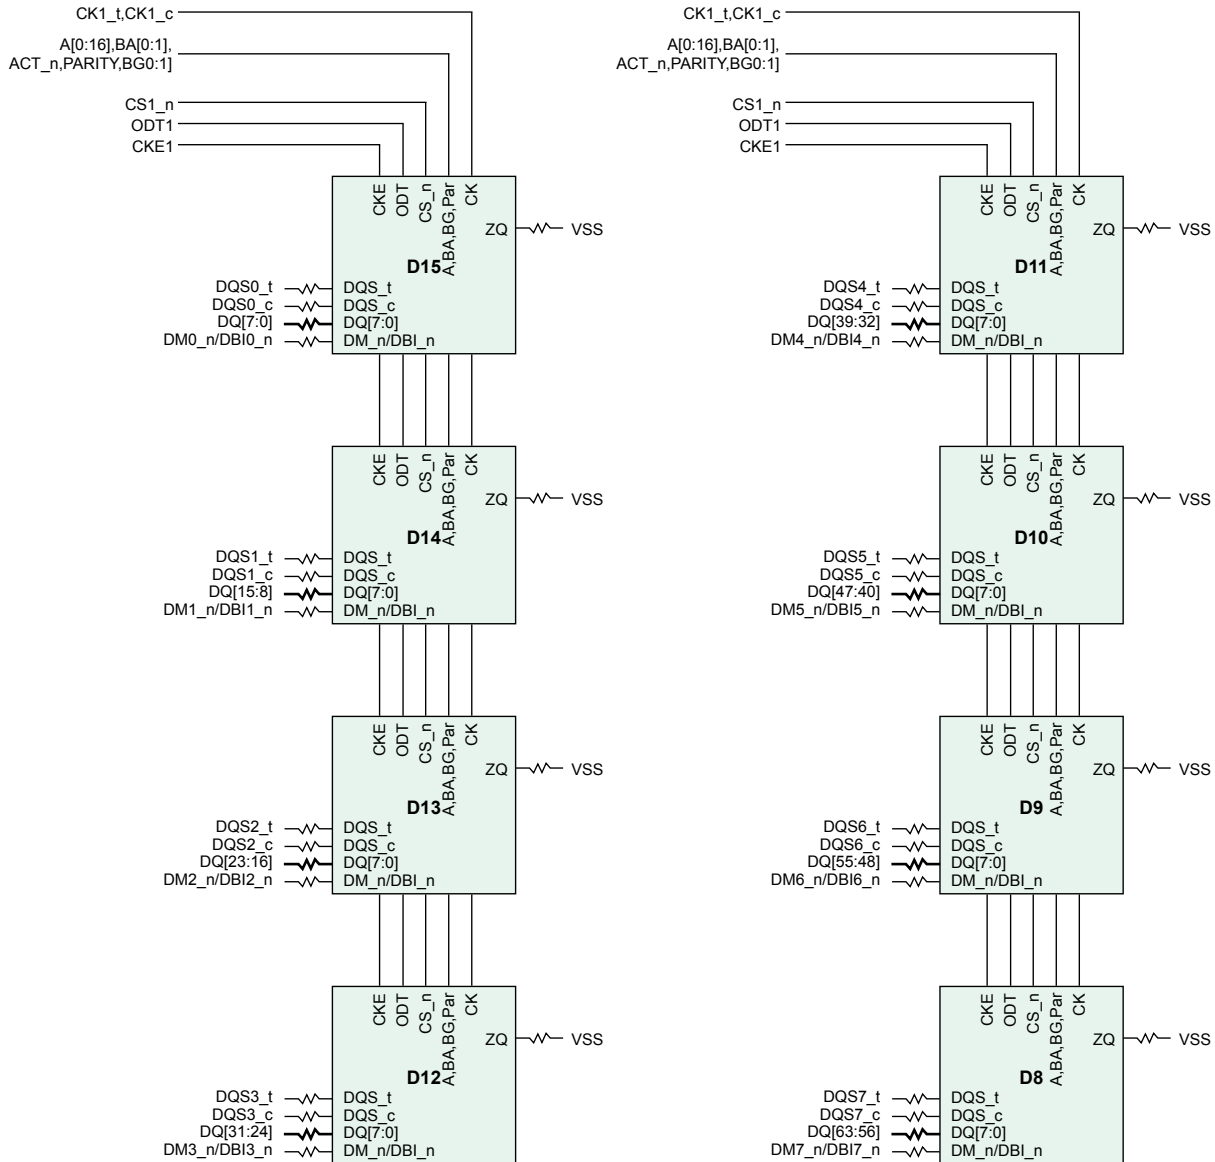 CK1_t,CK1_c
A[0:16],BA[0:1],
ACT_n,PARITY,BG0:1]
CS1_n
ODT1
CKE1
CKE
ODT
CS_n
A,BA,BG,Par
CK
ZQ
VSS
D15
DQS0_t
DQS_t
DQS0_c
DQS_c
DQ[7:0]
DQ[7:0]
DM0_n/DBI0_n
DM_n/DBI_n
CKE
ODT
CS_n
A,BA,BG,Par
CK
ZQ
VSS
D14
DQS1_t
DQS_t
DQS1_c
DQS_c
DQ[15:8]
DQ[7:0]
DM1_n/DBI1_n
DM_n/DBI_n
CKE
ODT
CS_n
A,BA,BG,Par
CK
ZQ
VSS
D13
DQS2_t
DQS_t
DQS2_c
DQS_c
DQ[23:16]
DQ[7:0]
DM2_n/DBI2_n
DM_n/DBI_n
CKE
ODT
CS_n
A,BA,BG,Par
CK
ZQ
VSS
D12
DQS3_t
DQS_t
DQS3_c
DQS_c
DQ[31:24]
DQ[7:0]
DM3_n/DBI3_n
DM_n/DBI_n
CK1_t,CK1_c
A[0:16],BA[0:1],
ACT_n,PARITY,BG0:1]
CS1_n
ODT1
CKE1
CKE
ODT
CS_n
A,BA,BG,Par
CK
ZQ
VSS
D11
DQS4_t
DQS_t
DQS4_c
DQS_c
DQ[39:32]
DQ[7:0]
DM4_n/DBI4_n
DM_n/DBI_n
CKE
ODT
CS_n
A,BA,BG,Par
CK
ZQ
VSS
D10
DQS5_t
DQS_t
DQS5_c
DQS_c
DQ[47:40]
DQ[7:0]
DM5_n/DBI5_n
DM_n/DBI_n
CKE
ODT
CS_n
A,BA,BG,Par
CK
ZQ
VSS
D9
DQS6_t
DQS_t
DQS6_c
DQS_c
DQ[55:48]
DQ[7:0]
DM6_n/DBI6_n
DM_n/DBI_n
CKE
ODT
CS_n
A,BA,BG,Par
CK
ZQ
VSS
D8
DQS7_t
DQS_t
DQS7_c
DQS_c
DQ[63:56]
DQ[7:0]
DM7_n/DBI7_n
DM_n/DBI_n